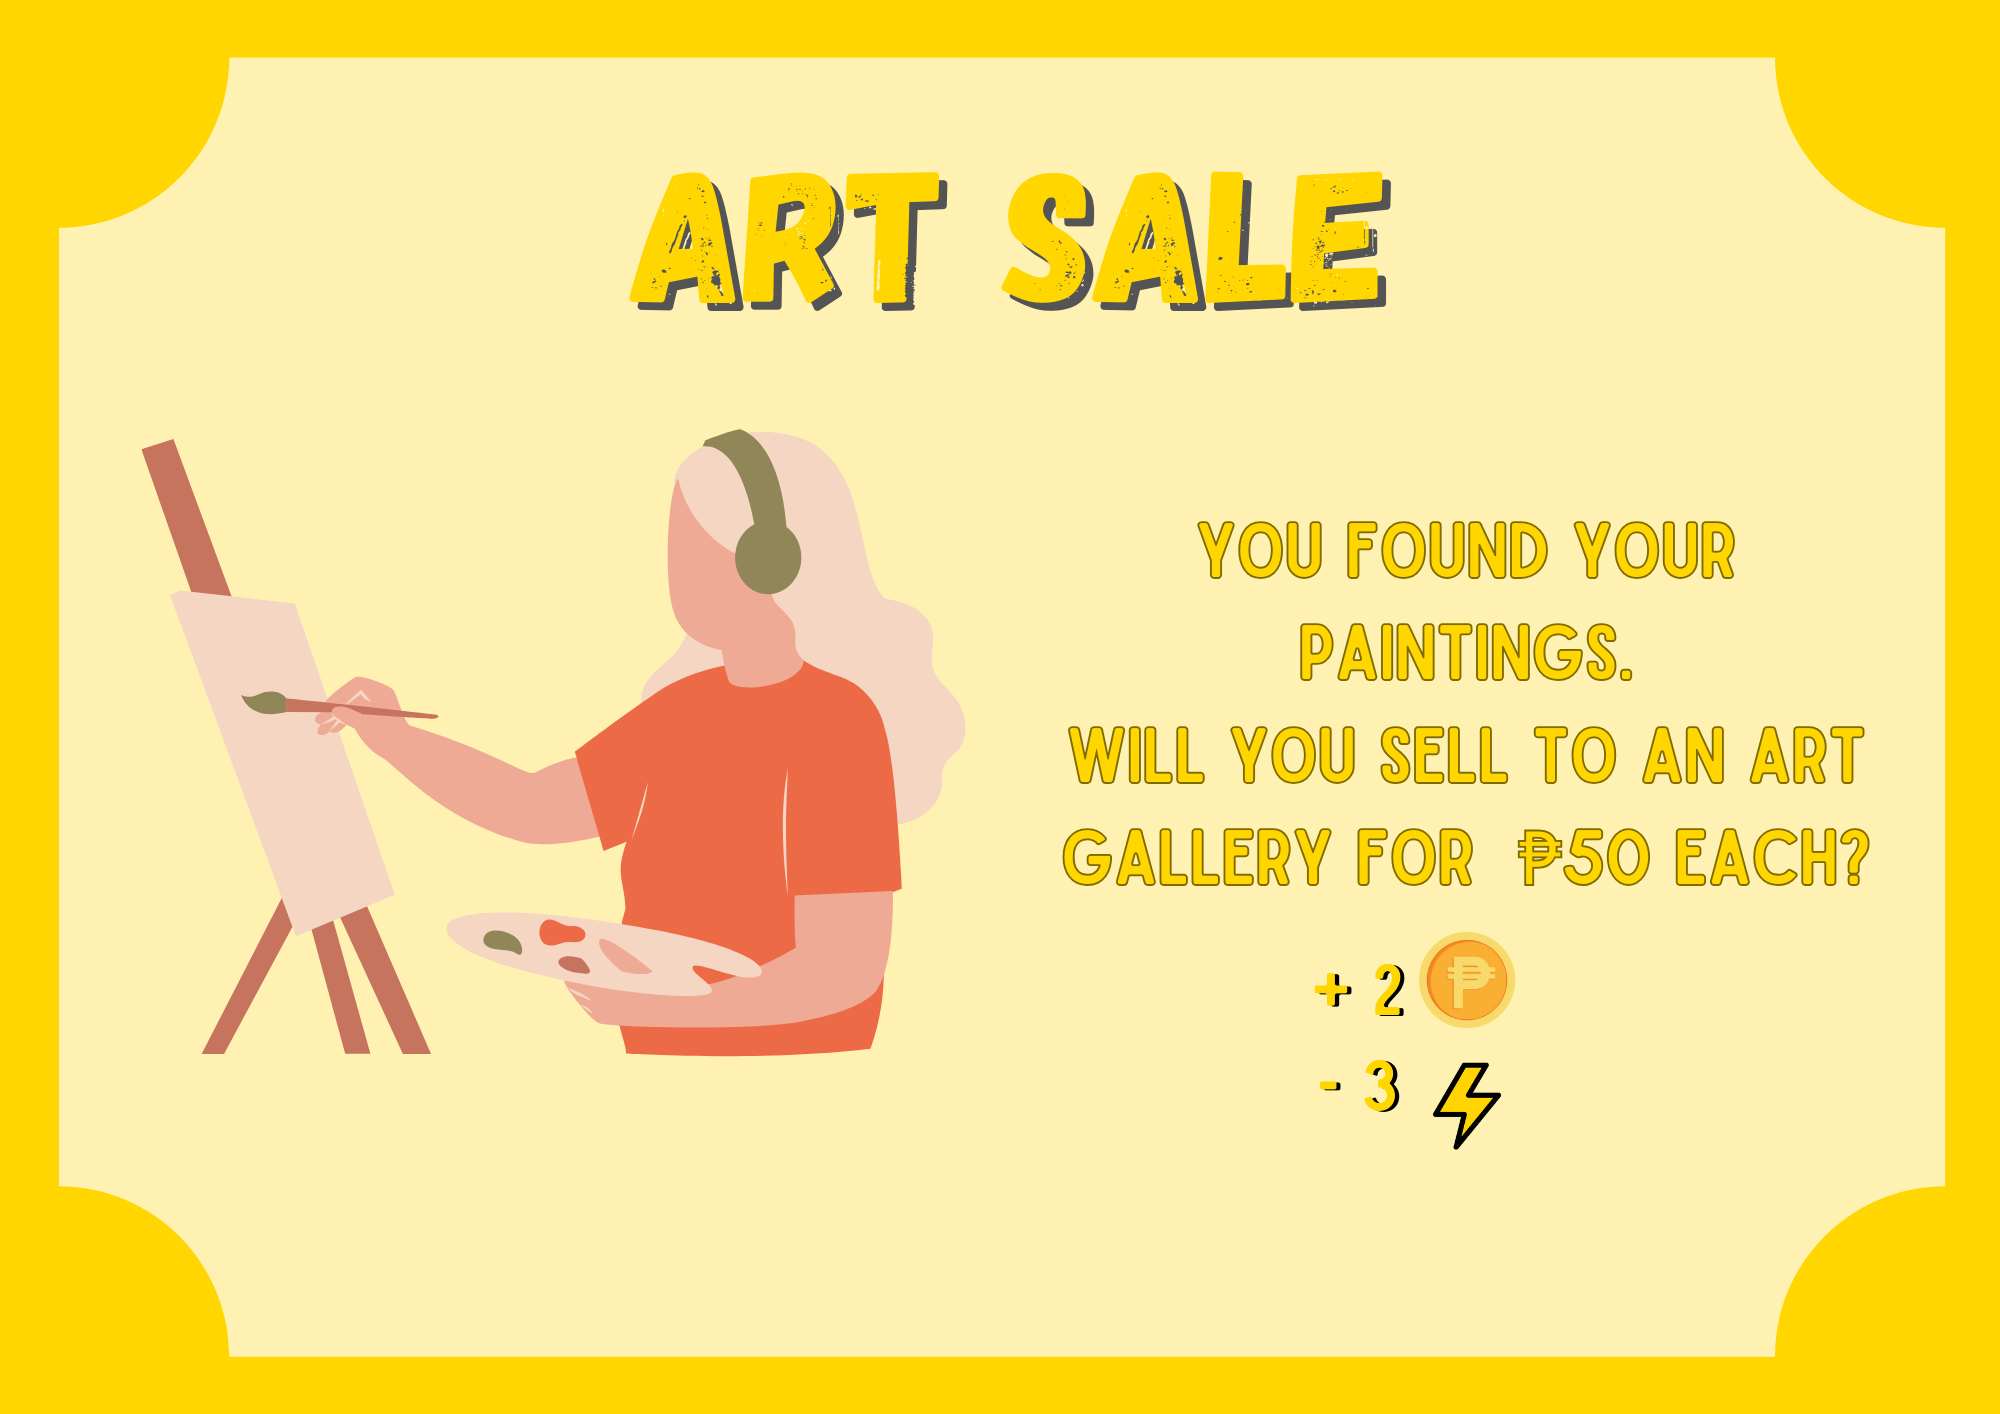 ART SALE
YOU FOUND YOUR
PAINTINGS.
WILL YOU SELL TO AN ART
GALLERY FOR ₱50 EACH?
+ 2 ₱
- 3